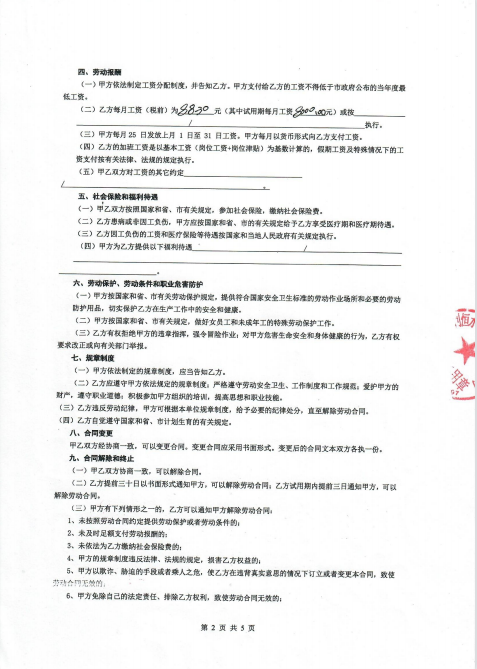 四、劳动报酬
（一）甲方依法制定工资分配制度，并告知乙方。甲方支付给乙方的工资不得低于市政府公布的当年度最
低工资。
（二）乙方每月工资（税前）为8830元（其中试用期每月工资8000.00元）或按
/ 执行。
（三）甲方每月25 日发放上月 1 日至 31 日工资。甲方每月以货币形式向乙方支付工资。
（四）乙方的加班工资是以基本工资（岗位工资+岗位津贴）为基数计算的，假期工资及特殊情况下的工
资支付按有关法律、法规的规定执行。
（五）甲乙双方对工资的其它约定
/ 。
五、社会保险和福利待遇
（一）甲乙双方按照国家和省、市有关规定，参加社会保险，缴纳社会保险费。
（二）乙方患病或非因工负伤，甲方应按国家和省、市的有关规定给予乙方享受医疗期和医疗期待遇。
（三）乙方因工负伤的工资和医疗保险等待遇按国家和当地人民政府有关规定执行。
（四）甲方为乙方提供以下福利待遇 /
。
六、劳动保护、劳动条件和职业危害防护
（一）甲方按国家和省、市有关劳动保护规定，提供符合国家安全卫生标准的劳动作业场所和必要的劳动
防护用品，切实保护乙方在生产工作中的安全和健康。
（二）甲方按国家和省、市有关规定，做好女员工和未成年工的特殊劳动保护工作。
（三）乙方有权拒绝甲方的违章指挥，强令冒险作业；对甲方危害生命安全和身体健康的行为，乙方有权
要求改正或向有关部门举报。
七、规章制度
（一）甲方依法制定的规章制度，应当告知乙方。
（二）乙方应遵守甲方依法规定的规章制度；严格遵守劳动安全卫生、工作制度和工作规范；爱护甲方的
财产，遵守职业道德；积极参加甲方组织的培训，提高思想和职业技能。
（三）乙方违反劳动纪律，甲方可根据本单位规章制度，给予必要的纪律处分，直至解除劳动合同。
（四）乙方自觉遵守国家和省、市计划生育的有关规定。
八、合同变更
甲乙双方经协商一致，可以变更合同。变更合同应采用书面形式。变更后的合同文本双方各执一份。
九、合同解除和终止
（一）甲乙双方协商一致，可以解除合同。
（二）乙方提前三十日以书面形式通知甲方，可以解除劳动合同；乙方试用期内提前三日通知甲方，可以
解除劳动合同。
（三）甲方有下列情形之一的，乙方可以通知甲方解除劳动合同：
1、未按照劳动合同约定提供劳动保护或者劳动条件的；
2、未及时足额支付劳动报酬的；
3、未依法为乙方缴纳社会保险费的；
4、甲方的规章制度违反法律、法规的规定，损害乙方权益的；
5、甲方以欺诈、胁迫的手段或者乘人之危，使乙方在违背真实意思的情况下订立或者变更本合同，致使
劳动合同无效的；
6、甲方免除自己的法定责任、排除乙方权利，致使劳动合同无效的；
第 2 页 共 5 页
用章